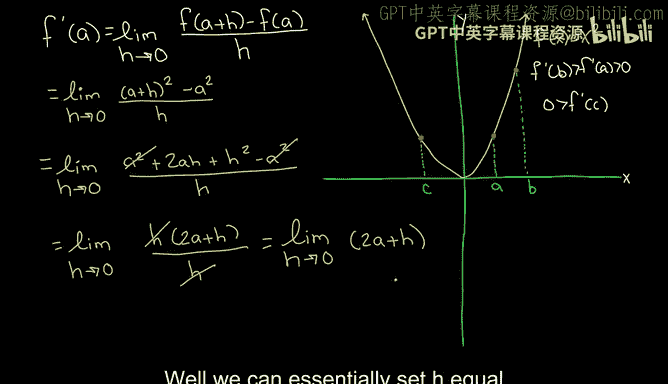 GPT中英字幕课程资源@bilibili.com
GPT中英字幕课程资源 bilibili
f'(a) = lim h→0 f(a+h)-f(a) / h
= lim h→0 (a+h)² - a² / h
= lim h→0 a² + 2ah + h² - a² / h
= lim h→0 h(2a+h) / h = lim h→0 (2a+h)
f'(b) > f'(a) > 0
0 > f'(c)
c a b x
Well we can essentially set h equal